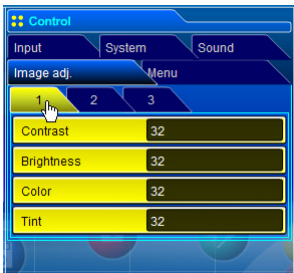 Control
Input System Sound
Image adj. Menu
1 2 3
Contrast 32
Brightness 32
Color 32
Tint 32